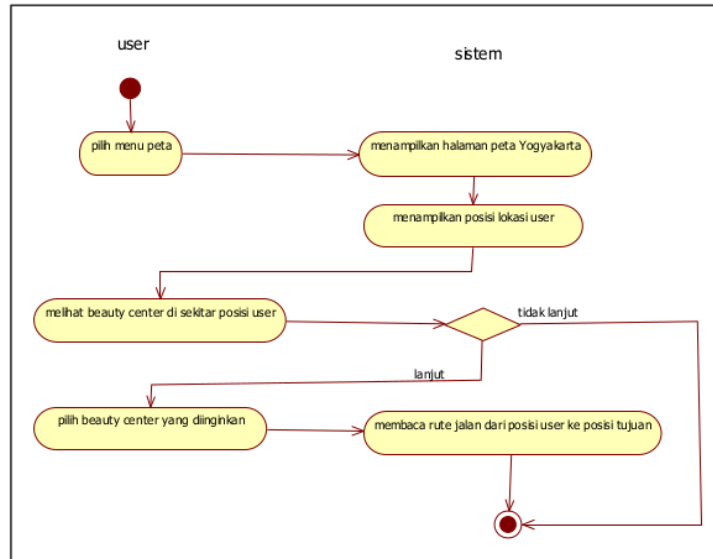 user
sistem
pilih menu peta
menampilkan halaman peta Yogyakarta
menampilkan posisi lokasi user
melihat beauty center di sekitar posisi user
tidak lanjut
lanjut
pilih beauty center yang diinginkan
membaca rute jalan dari posisi user ke posisi tujuan